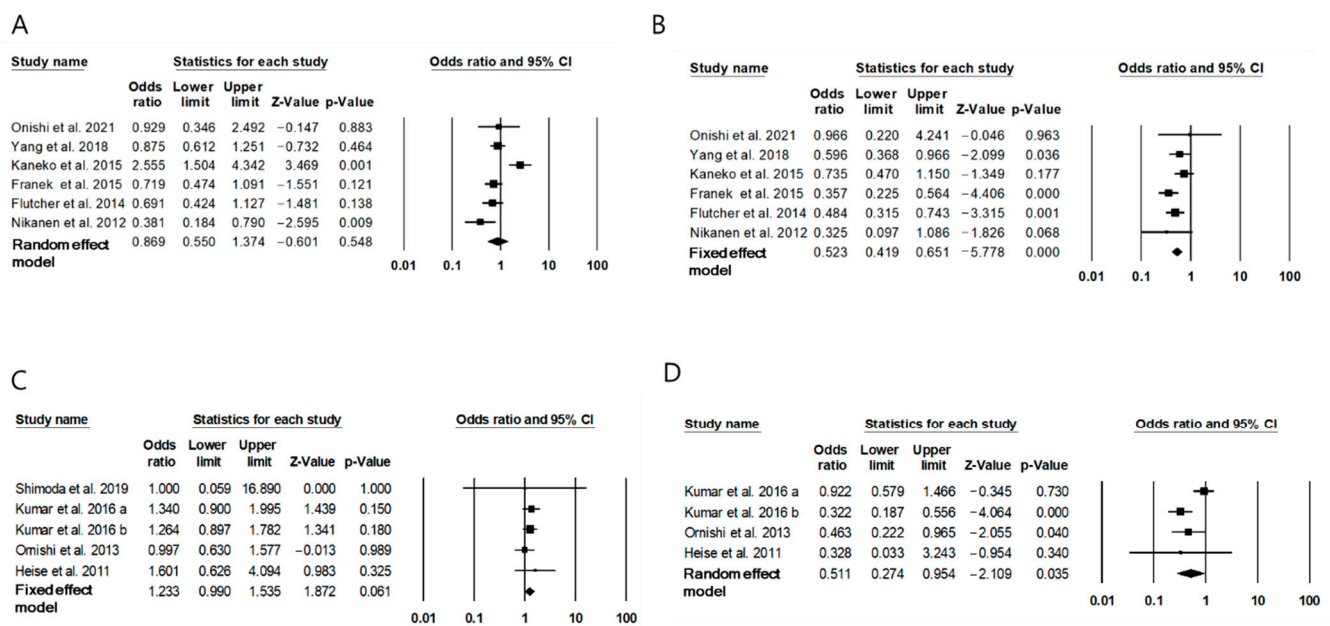 A
Study name Statistics for each study Odds ratio and 95% CI
Odds ratio Lower limit Upper limit Z-Value p-Value
Onishi et al. 2021 0.929 0.346 2.492 −0.147 0.883
Yang et al. 2018 0.875 0.612 1.251 −0.732 0.464
Kaneko et al. 2015 2.555 1.504 4.342 3.469 0.001
Franek et al. 2015 0.719 0.474 1.091 −1.551 0.121
Flutcher et al. 2014 0.691 0.424 1.127 −1.481 0.138
Nikanen et al. 2012 0.381 0.184 0.790 −2.595 0.009
Random effect model 0.869 0.550 1.374 −0.601 0.548
0.01 0.1 1 10 100
B
Study name Statistics for each study Odds ratio and 95% CI
Odds ratio Lower limit Upper limit Z-Value p-Value
Onishi et al. 2021 0.966 0.220 4.241 −0.046 0.963
Yang et al. 2018 0.596 0.368 0.966 −2.099 0.036
Kaneko et al. 2015 0.735 0.470 1.150 −1.349 0.177
Franek et al. 2015 0.357 0.225 0.564 −4.406 0.000
Flutcher et al. 2014 0.484 0.315 0.743 −3.315 0.001
Nikanen et al. 2012 0.325 0.097 1.086 −1.826 0.068
Fixed effect model 0.523 0.419 0.651 −5.778 0.000
0.01 0.1 1 10 100
C
Study name Statistics for each study Odds ratio and 95% CI
Odds ratio Lower limit Upper limit Z-Value p-Value
Shimoda et al. 2019 1.000 0.059 16.890 0.000 1.000
Kumar et al. 2016 a 1.340 0.900 1.995 1.439 0.150
Kumar et al. 2016 b 1.264 0.897 1.782 1.341 0.180
Ornishi et al. 2013 0.997 0.630 1.577 −0.013 0.989
Heise et al. 2011 1.601 0.626 4.094 0.983 0.325
Fixed effect model 1.233 0.990 1.535 1.872 0.061
0.01 0.1 1 10 100
D
Study name Statistics for each study Odds ratio and 95% CI
Odds ratio Lower limit Upper limit Z-Value p-Value
Kumar et al. 2016 a 0.922 0.579 1.466 −0.345 0.730
Kumar et al. 2016 b 0.322 0.187 0.556 −4.064 0.000
Ornishi et al. 2013 0.463 0.222 0.965 −2.055 0.040
Heise et al. 2011 0.328 0.033 3.243 −0.954 0.340
Random effect model 0.511 0.274 0.954 −2.109 0.035
0.01 0.1 1 10 100